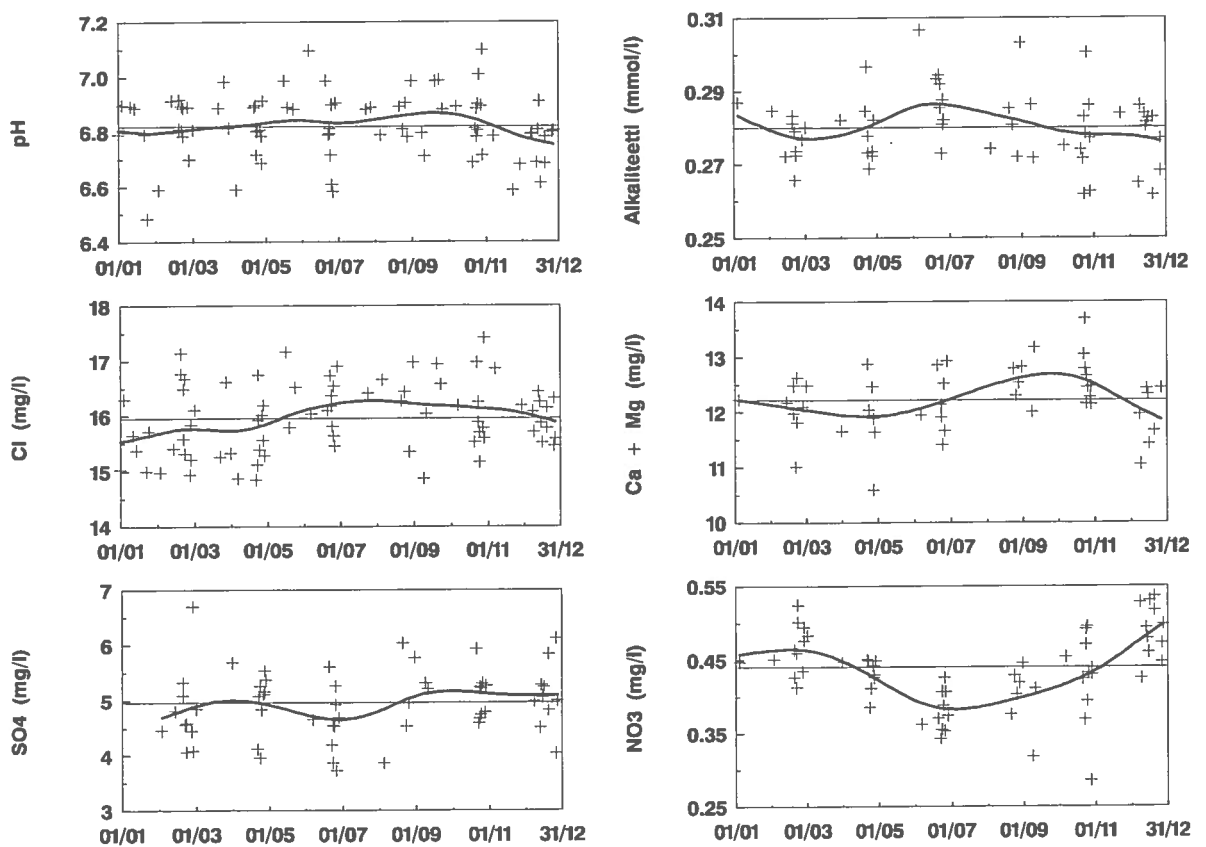 pH
7.2
7.0
6.8
6.6
6.4
01/01 01/03 01/05 01/07 01/09 01/11 31/12
Alkaliteetti (mmol/l)
0.31
0.29
0.27
0.25
01/01 01/03 01/05 01/07 01/09 01/11 31/12
Cl (mg/l)
18
17
16
15
14
01/01 01/03 01/05 01/07 01/09 01/11 31/12
Ca + Mg (mg/l)
14
13
12
11
10
01/01 01/03 01/05 01/07 01/09 01/11 31/12
SO4 (mg/l)
7
6
5
4
3
01/01 01/03 01/05 01/07 01/09 01/11 31/12
NO3 (mg/l)
0.55
0.45
0.35
0.25
01/01 01/03 01/05 01/07 01/09 01/11 31/12